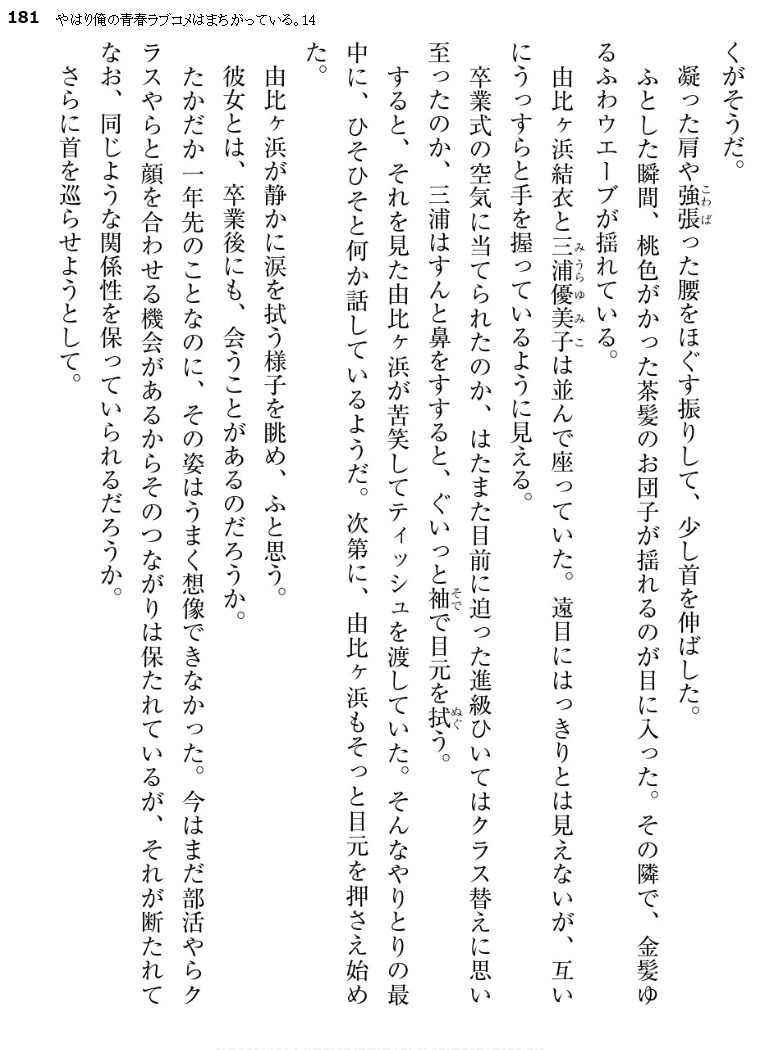 181 やはり俺の青春ラブコメはまちがっている。14
くがそうだ。
凝った肩や強張った腰をほぐす振りして、少し首を伸ばした。
こわば
ふとした瞬間、桃色がかった茶髪のお団子が揺れるのが目に入った。その隣で、金髪ゆ
るふわウエーブが揺れている。
由比ヶ浜結衣と三浦優美子は並んで座っていた。遠目にはっきりとは見えないが、互い
みうらゆみこ
にうっすらと手を握っているように見える。
卒業式の空気に当てられたのか、はたまた目前に迫った進級ひいてはクラス替えに思い
至ったのか、三浦はすんと鼻をすすると、ぐいっと袖で目元を拭う。
そで
ぬぐ
すると、それを見た由比ヶ浜が苦笑してティッシュを渡していた。そんなやりとりの最
中に、ひそひそと何か話しているようだ。次第に、由比ヶ浜もそっと目元を押さえ始め
た。
由比ヶ浜が静かに涙を拭う様子を眺め、ふと思う。
彼女とは、卒業後にも、会うことがあるのだろうか。
たかだか一年先のことなのに、その姿はうまく想像できなかった。今はまだ部活やらク
ラスやらと顔を合わせる機会があるからそのつながりは保たれているが、それが断たれて
なお、同じような関係性を保っていられるだろうか。
さらに首を巡らせようとして。